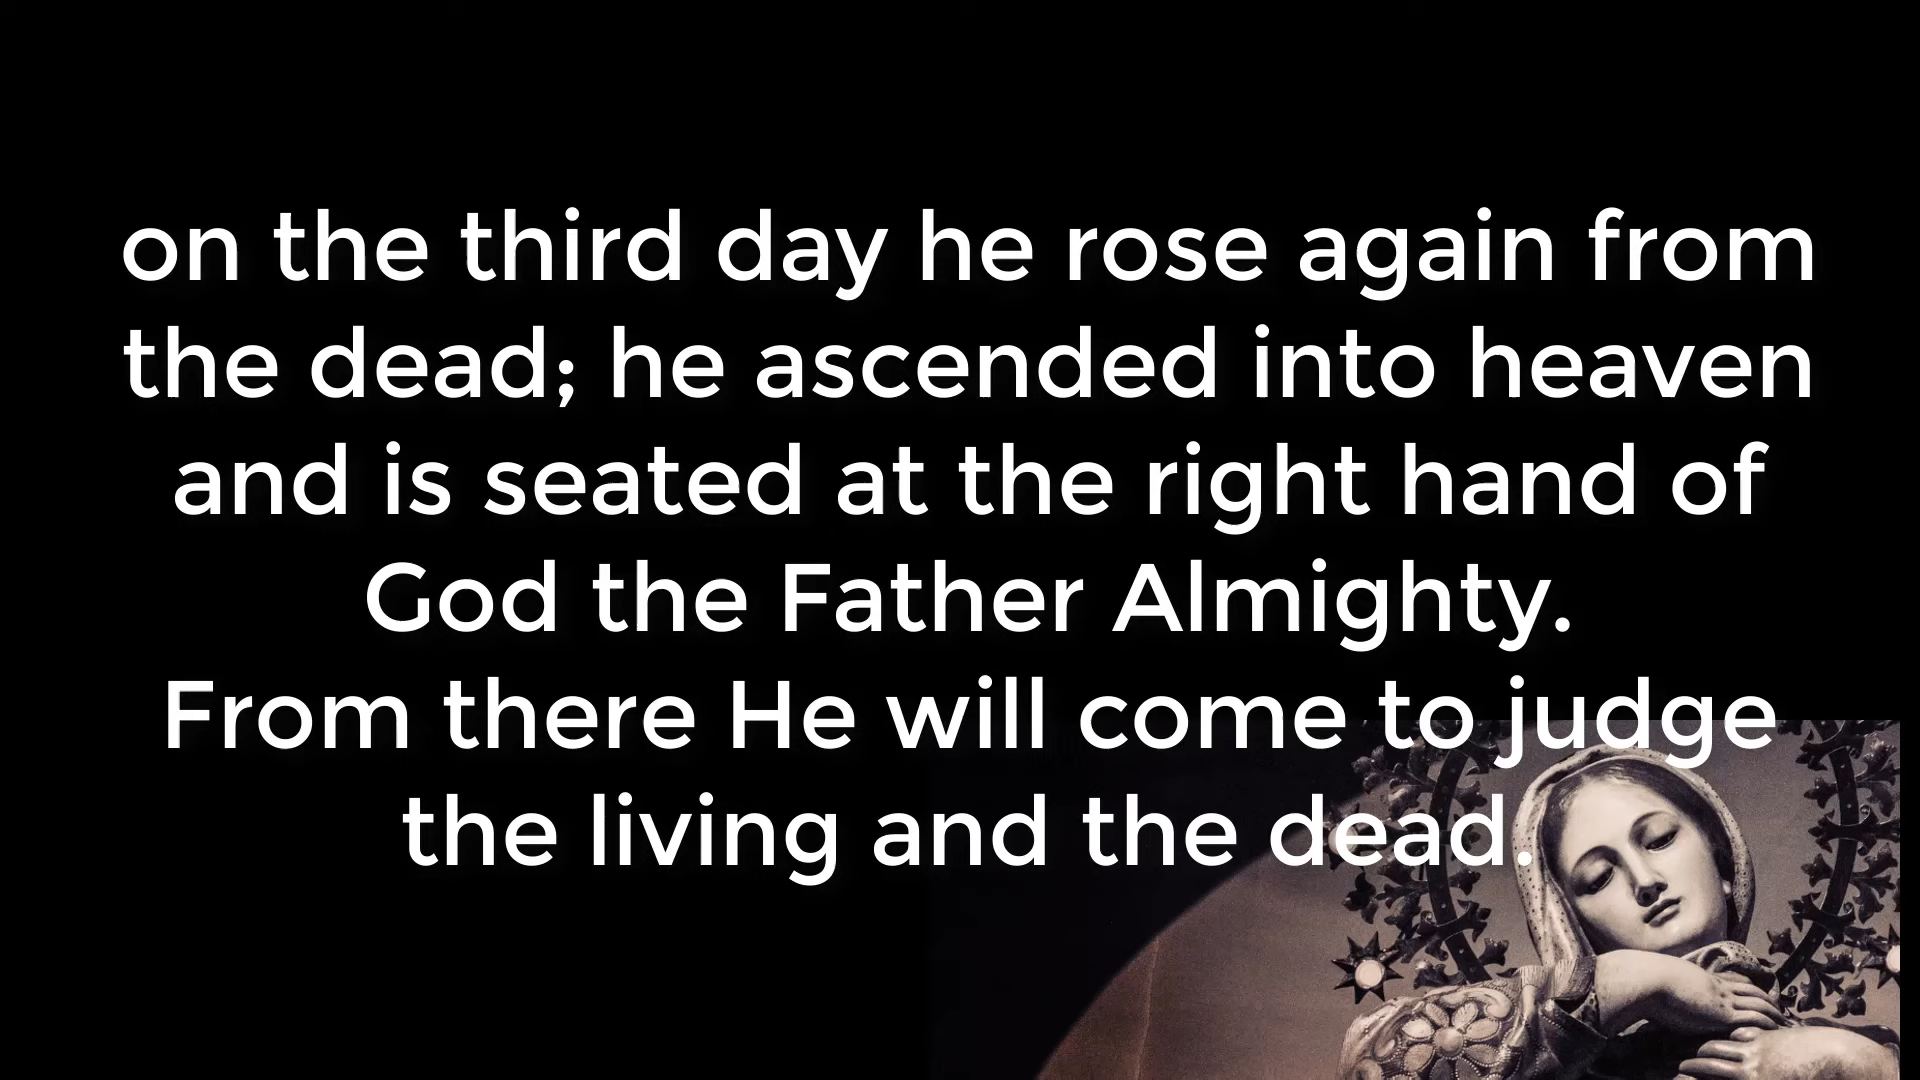 on the third day he rose again from
the dead; he ascended into heaven
and is seated at the right hand of
God the Father Almighty.
From there He will come to judge
the living and the dead.